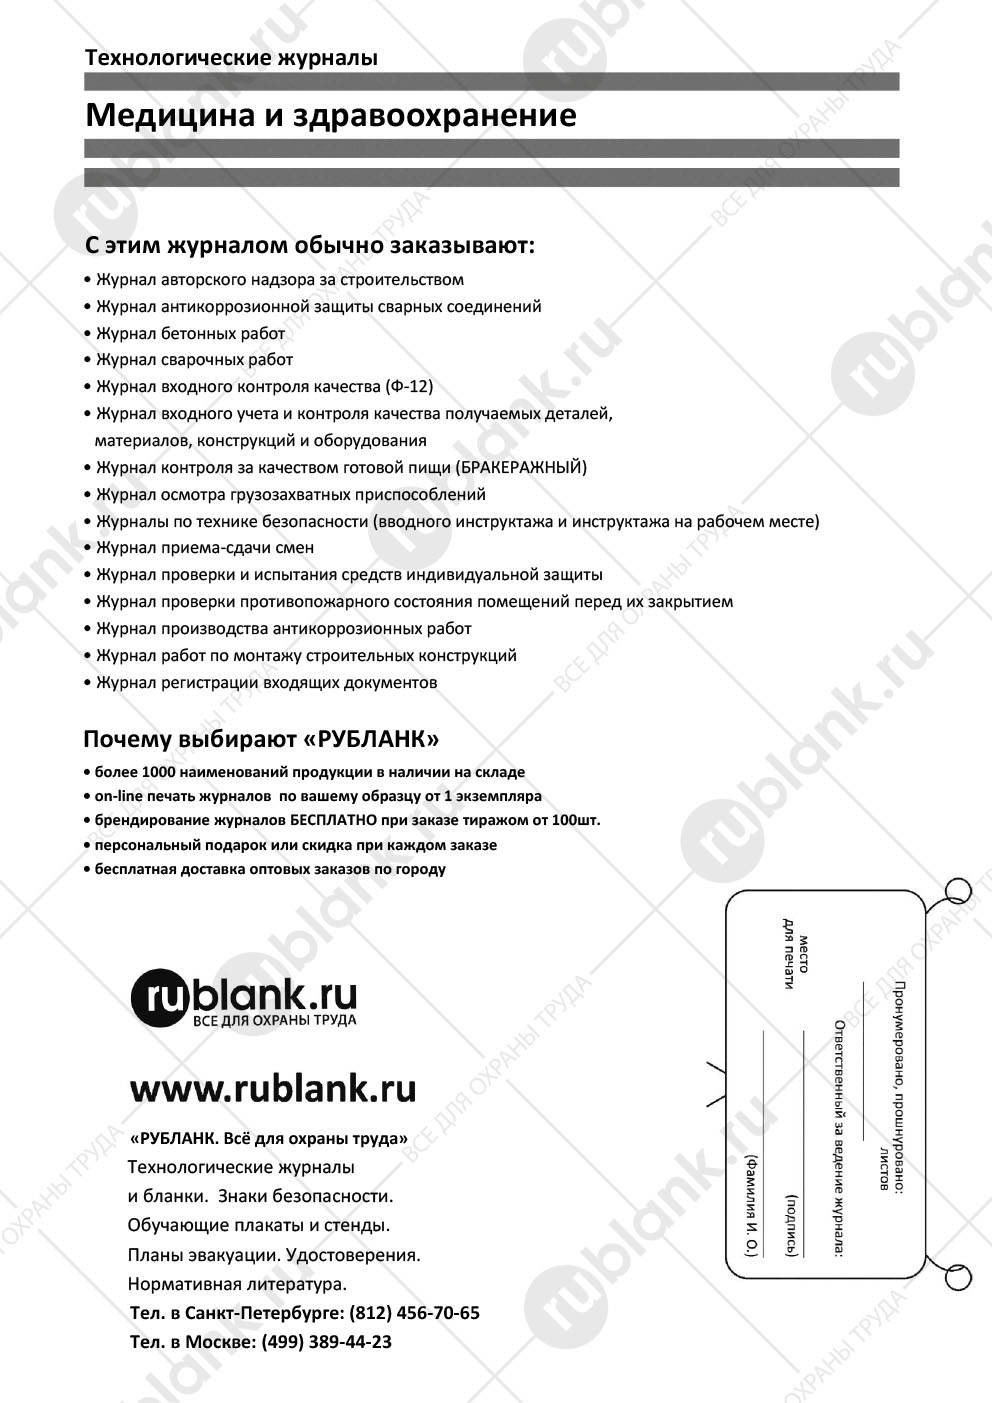 Технологические журналы
Медицина и здравоохранение
С этим журналом обычно заказывают:
• Журнал авторского надзора за строительством
• Журнал антикоррозионной защиты сварных соединений
• Журнал бетонных работ
• Журнал сварочных работ
• Журнал входного контроля качества (Ф-12)
• Журнал входного учета и контроля качества получаемых деталей,
материалов, конструкций и оборудования
• Журнал контроля за качеством готовой пищи (БРАКЕРАЖНЫЙ)
• Журнал осмотра грузозахватных приспособлений
• Журналы по технике безопасности (вводного инструктажа и инструктажа на рабочем месте)
• Журнал приема-сдачи смен
• Журнал проверки и испытания средств индивидуальной защиты
• Журнал проверки противопожарного состояния помещений перед их закрытием
• Журнал производства антикоррозионных работ
• Журнал работ по монтажу строительных конструкций
• Журнал регистрации входящих документов
Почему выбирают «РУБЛАНК»
• более 1000 наименований продукции в наличии на складе
• on-line печать журналов по вашему образцу от 1 экземпляра
• брендирование журналов БЕСПЛАТНО при заказе тиражом от 100шт.
• персональный подарок или скидка при каждом заказе
• бесплатная доставка оптовых заказов по городу
rublank.ru
ВСЕ ДЛЯ ОХРАНЫ ТРУДА
www.rublank.ru
«РУБЛАНК. Всё для охраны труда»
Технологические журналы
и бланки. Знаки безопасности.
Обучающие плакаты и стенды.
Планы эвакуации. Удостоверения.
Нормативная литература.
Тел. в Санкт-Петербурге: (812) 456-70-65
Тел. в Москве: (499) 389-44-23
Пронумеровано, прошнуровано:
листов
Ответственный за ведение журнала:
место
для печати
(подпись)
(Фамилия И. О.)